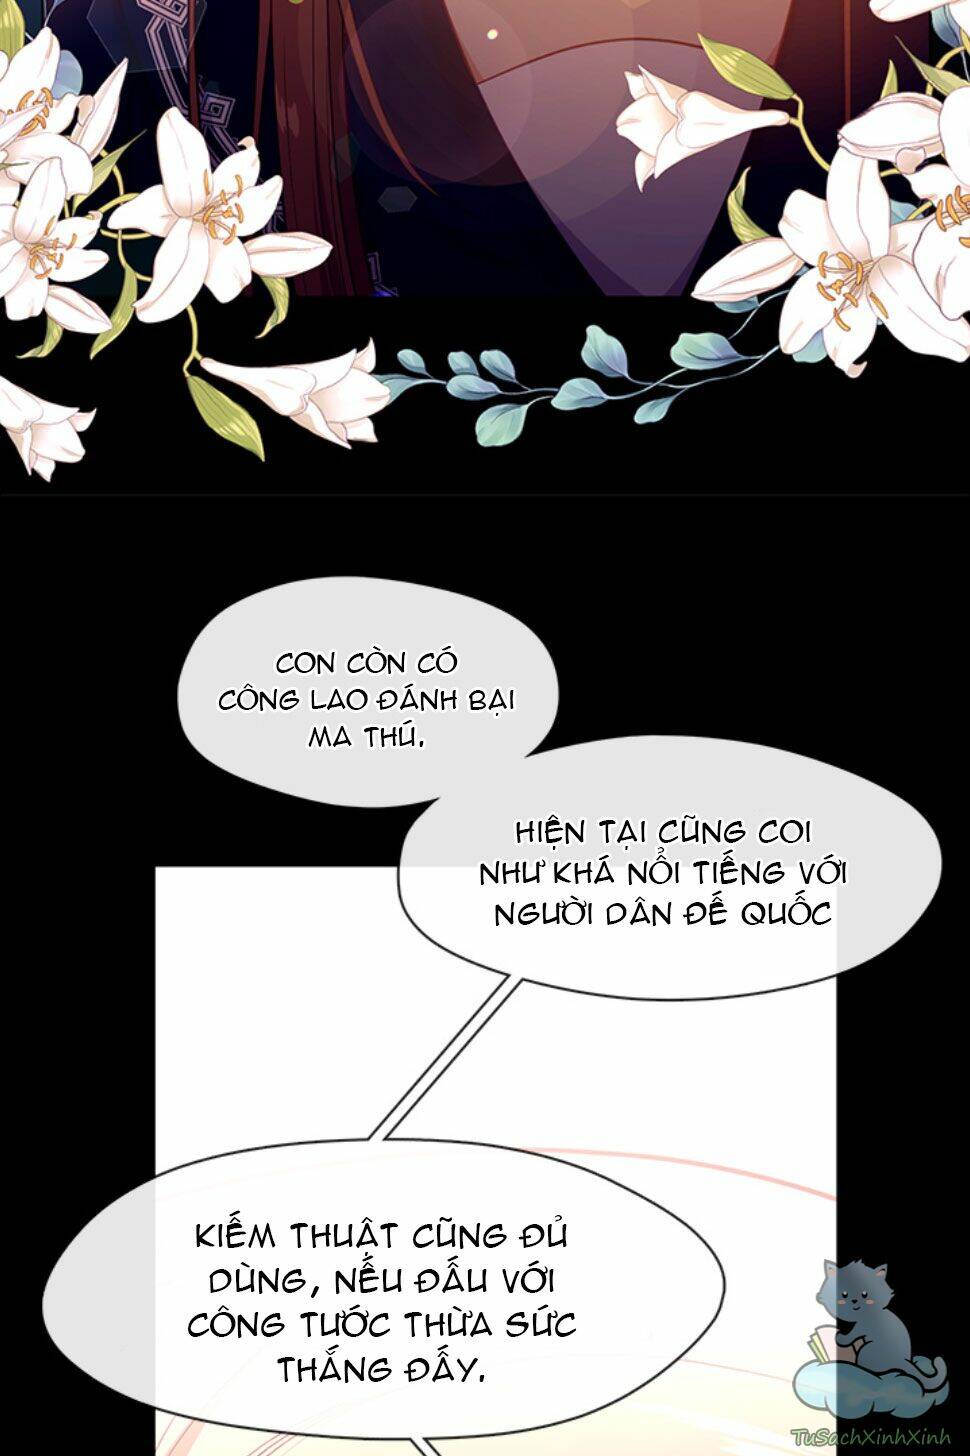 CON CÒN CÓ
CÔNG LAO ĐÁNH BẠI
MA THÚ.
HIỆN TẠI CŨNG COI
NHƯ KHÁ NỔI TIẾNG VỚI
NGƯỜI DÂN ĐẾ QUỐC
KIẾM THUẬT CŨNG ĐỦ
DÙNG, NẾU ĐẤU VỚI
CÔNG TƯỚC THỪA SỨC
THẮNG ĐẤY.
TuSachXinhXinh